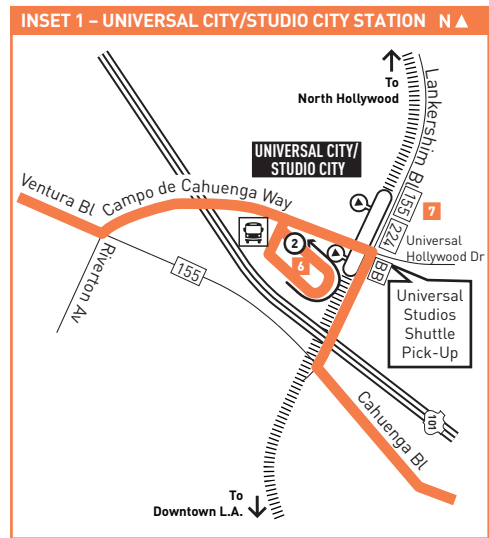 INSET 1 – UNIVERSAL CITY/STUDIO CITY STATION N
To
North Hollywood
Lankershim Bl
UNIVERSAL CITY/
STUDIO CITY
Ventura Bl
Campo de Cahuenga Way
155
224
7
2
6
Universal
Hollywood Dr
BB
Riverton Av
155
Universal
Studios
Shuttle
Pick-Up
Cahuenga Bl
101
To
Downtown L.A.